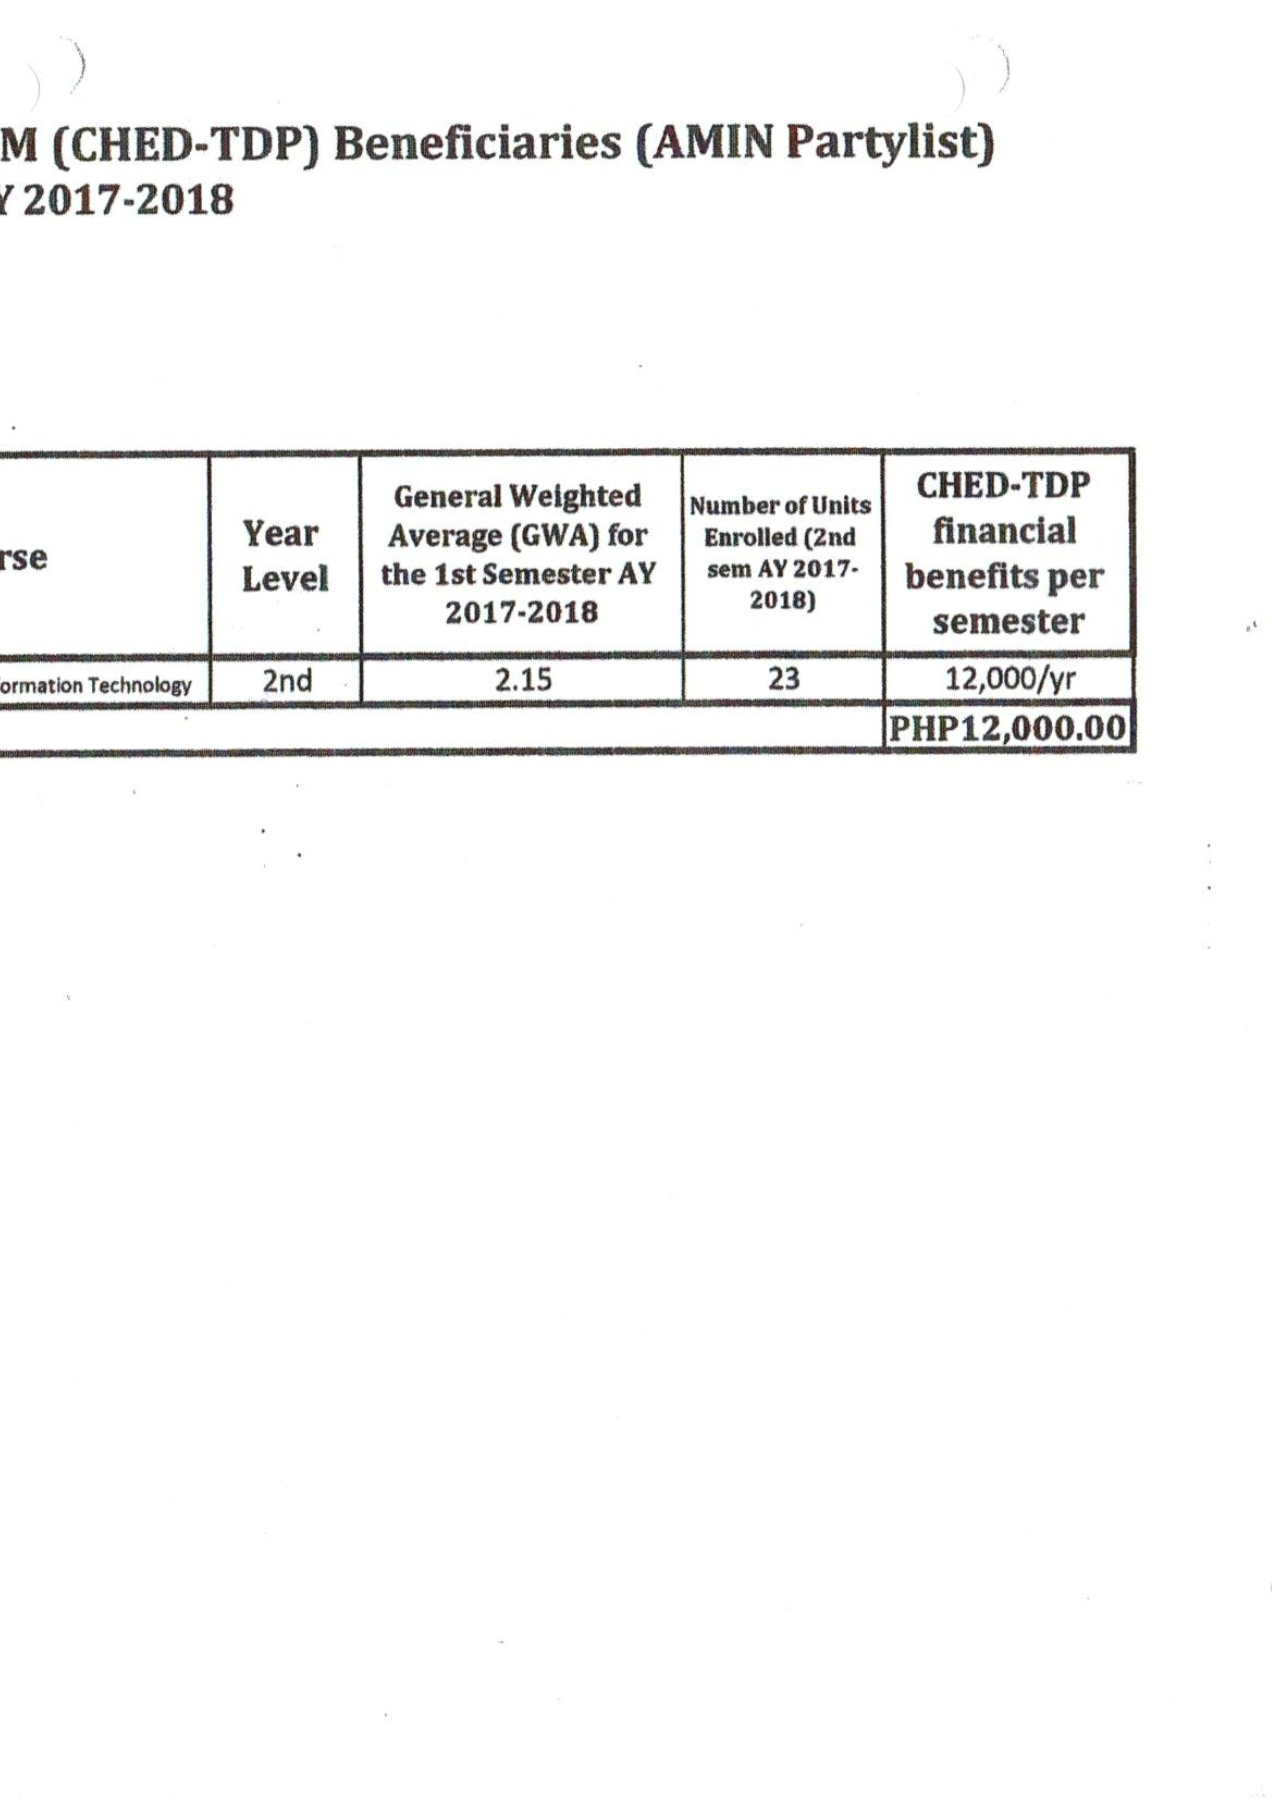 M (CHED-TDP) Beneficiaries (AMIN Partylist)
Y 2017-2018
rse
Year
Level
General Weighted
Average (GWA) for
the 1st Semester AY
2017-2018
Number of Units
Enrolled (2nd
sem AY 2017-
2018)
CHED-TDP
financial
benefits per
semester
ormation Technology 2nd 2.15 23 12,000/yr
PHP12,000.00